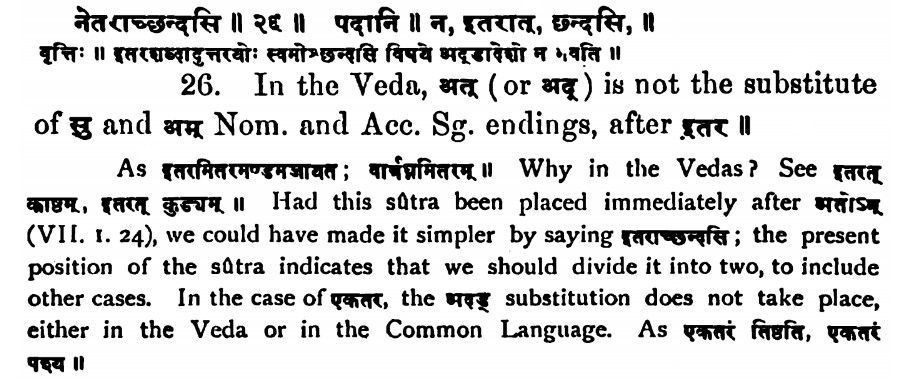 नेतराच्छन्दसि ॥ २६ ॥ पदानि ॥ न, इतरात्, छन्दसि, ॥
वृत्तिः ॥ इतरशब्दादुत्तरयोः स्वमोश्छन्दसि विषये अद्डादेशो न भवति ॥
26. In the Veda, अत् (or अद्) is not the substitute
of सु and अम् Nom. and Acc. Sg. endings, after इतर ॥
As इतरमितरमण्डमजायत; वार्त्रघ्नमितरम् ॥ Why in the Vedas? See इतरत्
काष्ठम्, इतरत् कुड्यम् ॥ Had this sûtra been placed immediately after अतोऽम्
(VII. 1. 24), we could have made it simpler by saying इतराच्छन्दसि; the present
position of the sûtra indicates that we should divide it into two, to include
other cases. In the case of एकतर, the अद्ड् substitution does not take place,
either in the Veda or in the Common Language. As एकतरं तिष्ठति, एकतरं
पश्य ॥